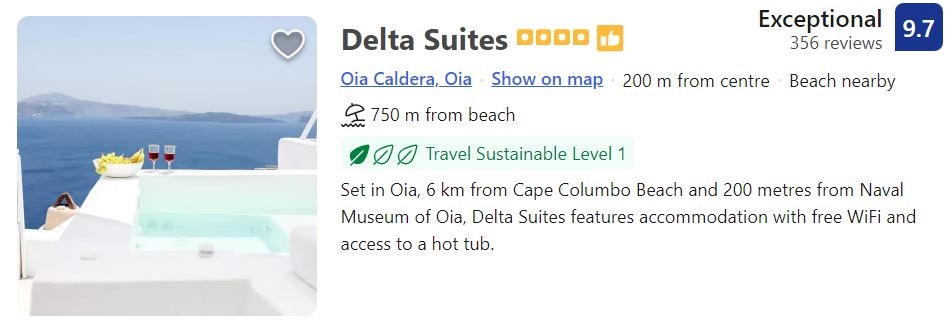 Delta Suites
Exceptional
356 reviews
9.7
Oia Caldera, Oia · Show on map · 200 m from centre · Beach nearby
750 m from beach
Travel Sustainable Level 1
Set in Oia, 6 km from Cape Columbo Beach and 200 metres from Naval
Museum of Oia, Delta Suites features accommodation with free WiFi and
access to a hot tub.